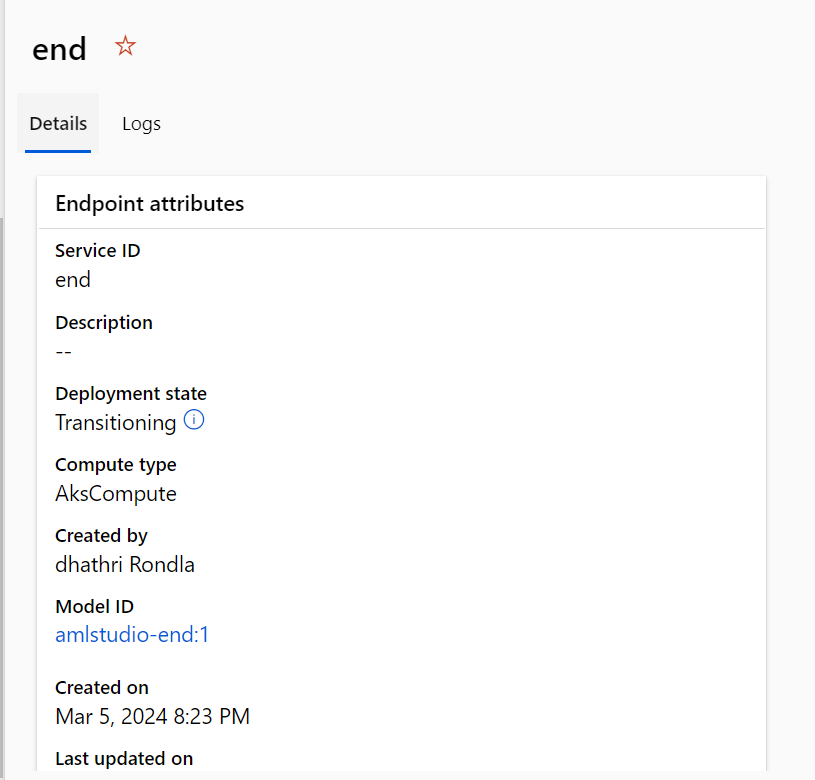 end
Details Logs
Endpoint attributes
Service ID
end
Description
--
Deployment state
Transitioning
Compute type
AksCompute
Created by
dhathri Rondla
Model ID
amlstudio-end:1
Created on
Mar 5, 2024 8:23 PM
Last updated on